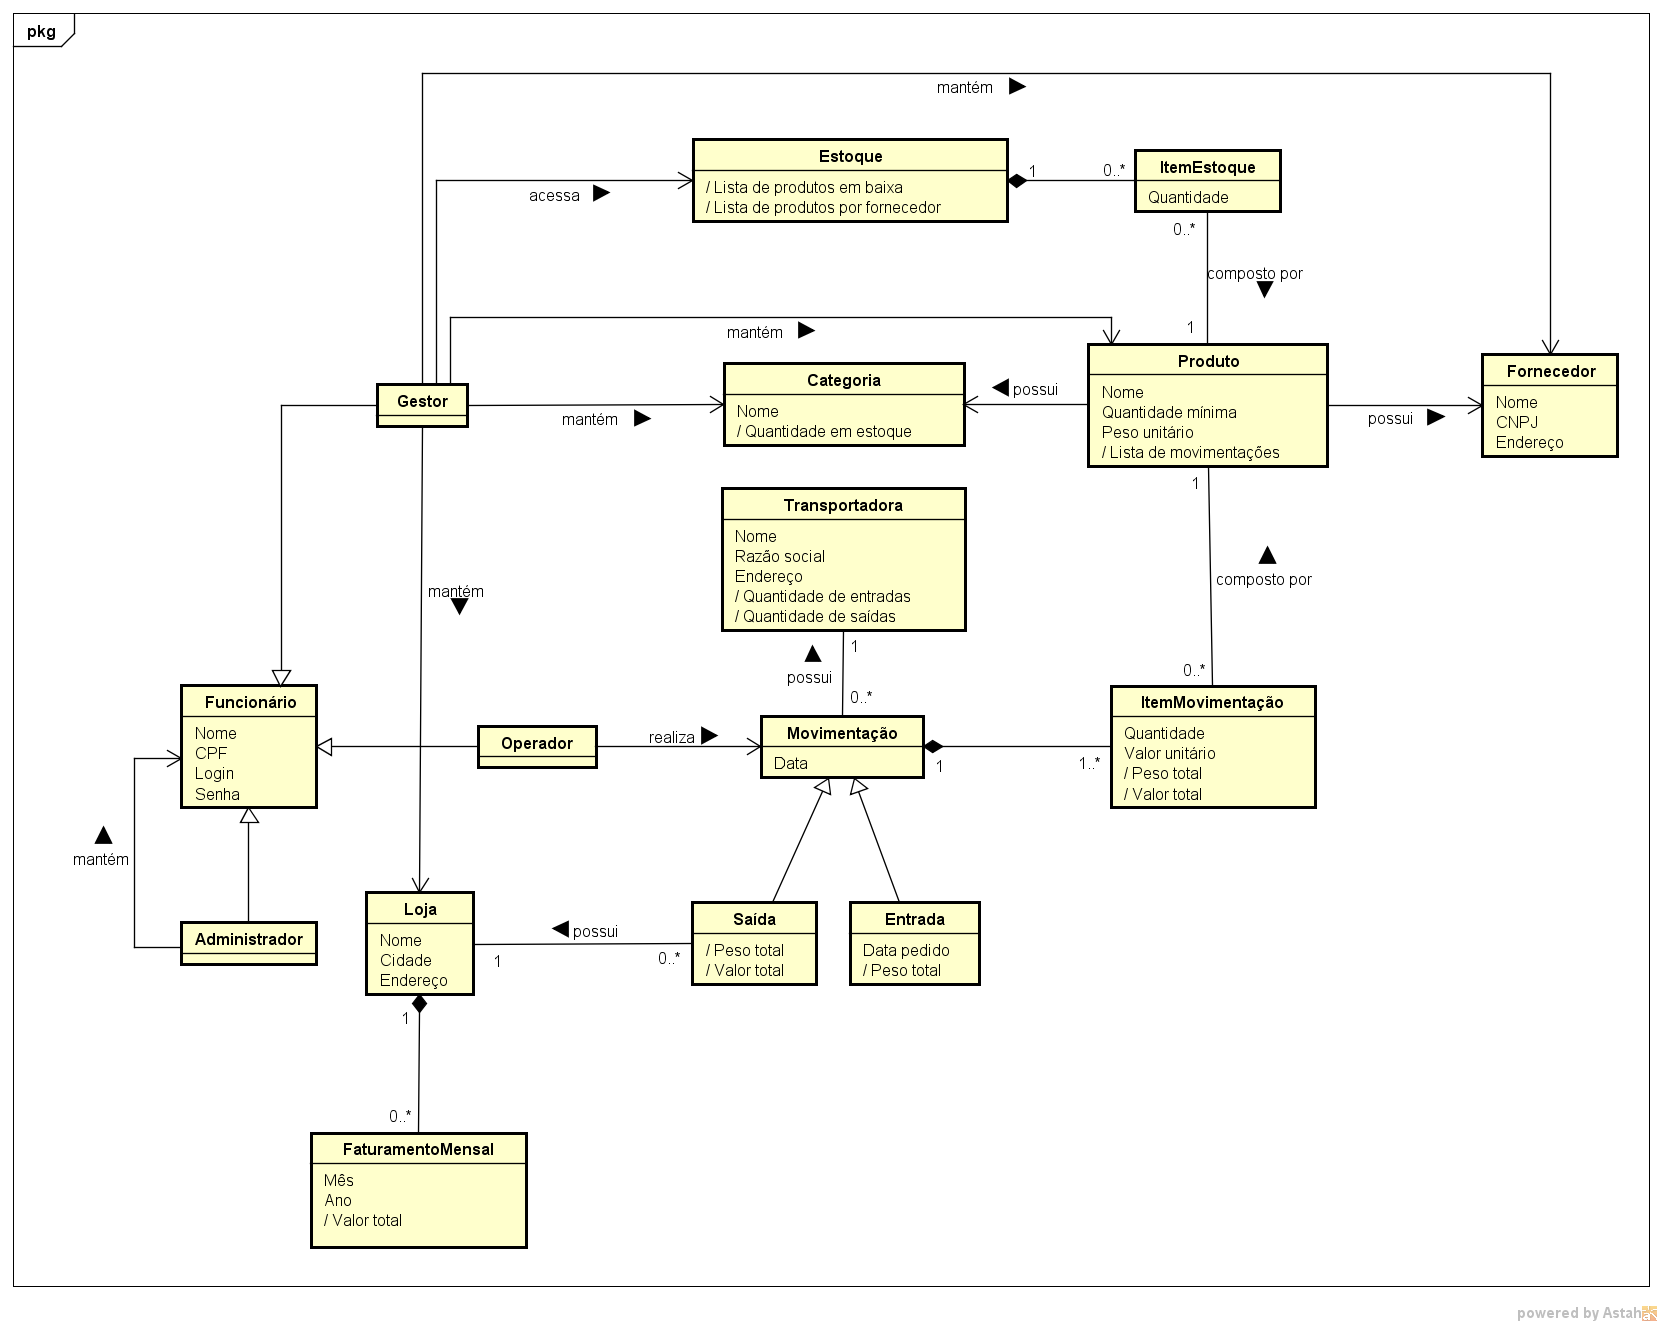 pkg
mantém
Estoque
/ Lista de produtos em baixa
/ Lista de produtos por fornecedor
1
0..*
ItemEstoque
Quantidade
acessa
0..*
composto por
1
mantém
Gestor
mantém
Categoria
Nome
/ Quantidade em estoque
possui
Produto
Nome
Quantidade mínima
Peso unitário
/ Lista de movimentações
possui
Fornecedor
Nome
CNPJ
Endereço
1
Transportadora
Nome
Razão social
Endereço
/ Quantidade de entradas
/ Quantidade de saídas
composto por
mantém
1
possui
0..*
0..*
Funcionário
Nome
CPF
Login
Senha
Operador
realiza
Movimentação
Data
1
1..*
ItemMovimentação
Quantidade
Valor unitário
/ Peso total
/ Valor total
mantém
Administrador
Loja
Nome
Cidade
Endereço
possui
1
0..*
Saída
/ Peso total
/ Valor total
Entrada
Data pedido
/ Peso total
1
0..*
FaturamentoMensal
Mês
Ano
/ Valor total
powered by Astah